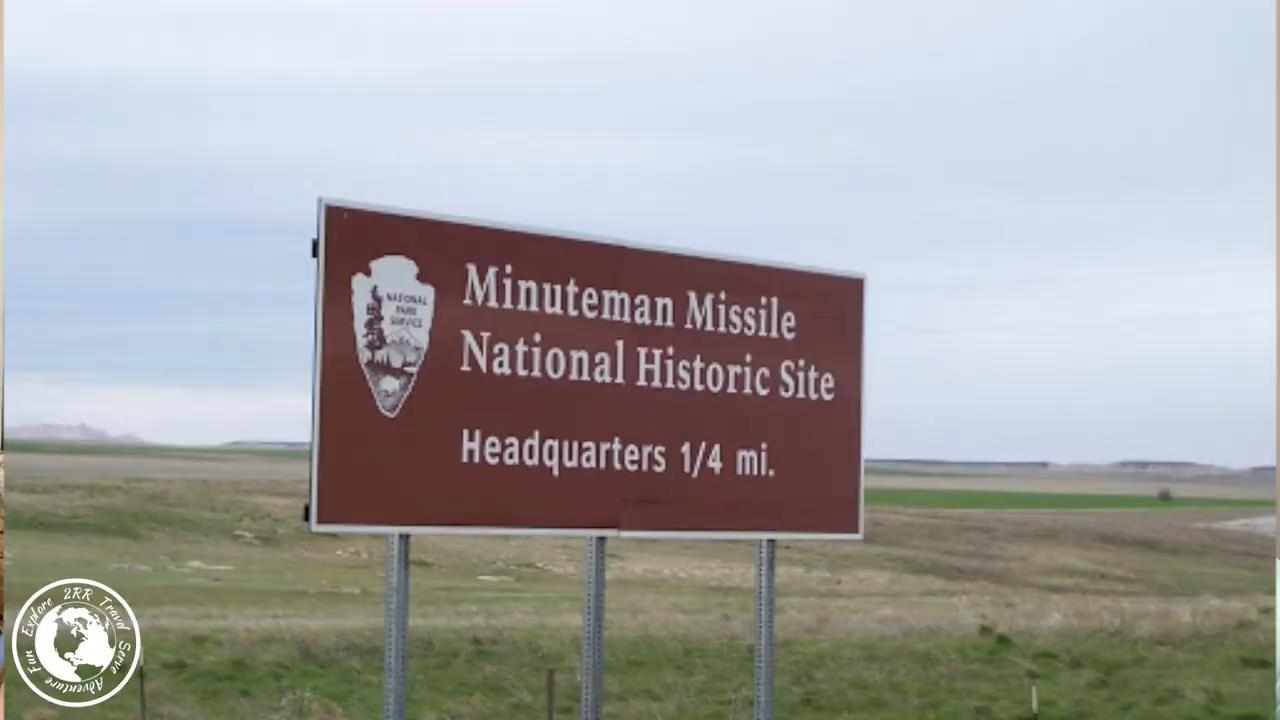 Minuteman Missile
National Historic Site
Headquarters 1/4 mi.
NATIONAL
PARK
SERVICE
Explore 2RR Travel Serve Adventure Fun